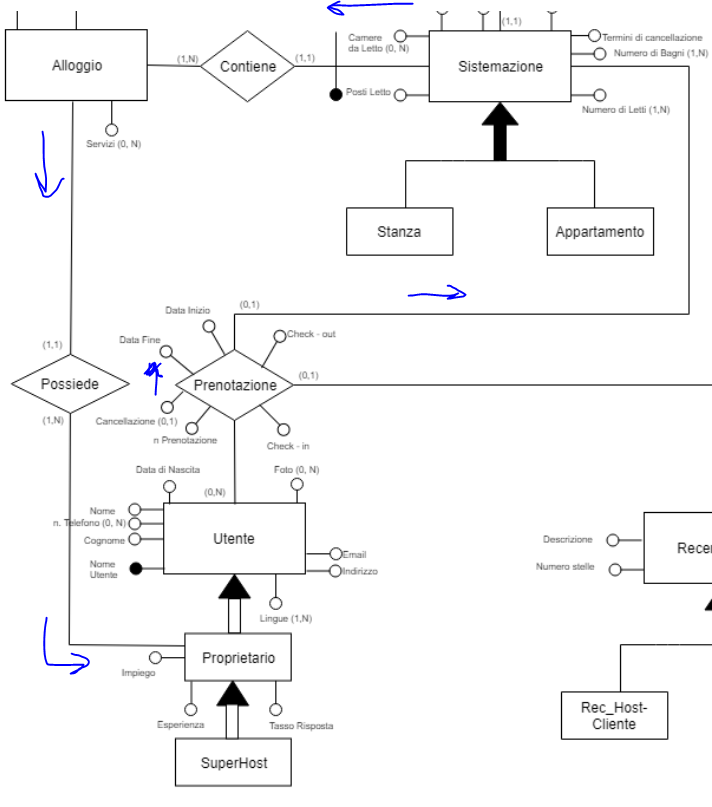 (1,1)
Camere
da Letto (0, N)
Termini di cancellazione
Numero di Bagni (1,N)
Alloggio
(1,N)
Contiene
(1,1)
Sistemazione
Posti Letto
Numero di Letti (1,N)
Servizi (0, N)
Stanza
Appartamento
(0,1)
Data Inizio
Check - out
Data Fine
(1,1)
Possiede
Prenotazione
(0,1)
(1,N)
Cancellazione (0,1)
n Prenotazione
Check - in
Data di Nascita
Foto (0, N)
(0,N)
Nome
n. Telefono (0, N)
Cognome
Utente
Nome
Utente
Email
Indirizzo
Descrizione
Numero stelle
Recen
Lingue (1,N)
Proprietario
Impiego
Esperienza
Tasso Risposta
Rec_Host-
Cliente
SuperHost